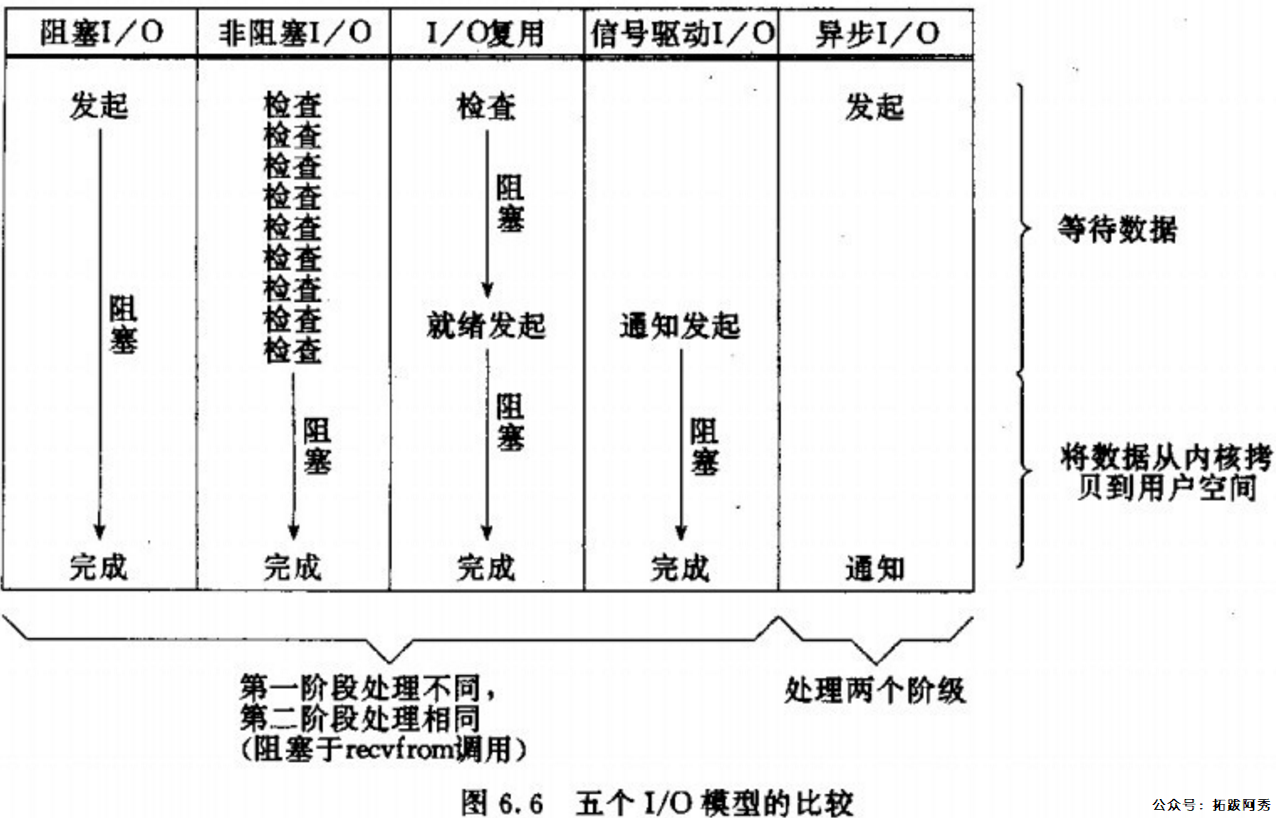 阻塞I/O 非阻塞I/O I/O复用 信号驱动I/O 异步I/O
发起 检查 检查 发起
检查
检查
检查
检查
检查
检查
检查
检查
阻塞
阻塞
阻塞
就绪发起
阻塞
通知发起
阻塞
完成 完成 完成 完成 通知
等待数据
将数据从内核拷
贝到用户空间
第一阶段处理不同，
第二阶段处理相同
(阻塞于recvfrom调用)
处理两个阶级
图 6.6 五个 I/O 模型的比较
公众号：拓跋阿秀